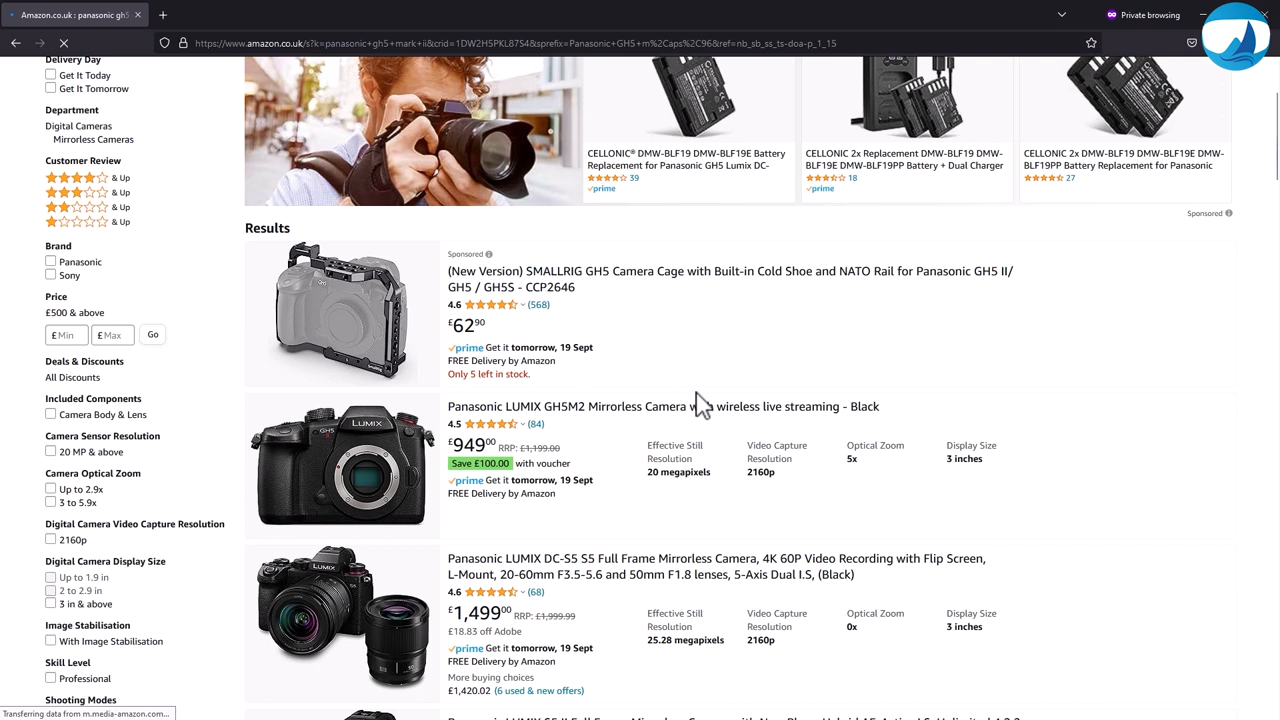 Amazon.co.uk : panasonic gh5
Private browsing
https://www.amazon.co.uk/s?k=panasonic+gh5+mark+ii&crid=1DW2H5PKL87S4&sprefix=Panasonic+GH5+m%2Caps%2C96&ref=nb_sb_ss_ts-doa-p_1_15
Delivery Day
Get It Today
Get It Tomorrow
Department
Digital Cameras
Mirrorless Cameras
Customer Review
& Up
& Up
& Up
& Up
Brand
Panasonic
Sony
Price
£500 & above
£ Min £ Max Go
Deals & Discounts
All Discounts
Included Components
Camera Body & Lens
Camera Sensor Resolution
20 MP & above
Camera Optical Zoom
Up to 2.9x
3 to 5.9x
Digital Camera Video Capture Resolution
2160p
Digital Camera Display Size
Up to 1.9 in
2 to 2.9 in
3 in & above
Image Stabilisation
With Image Stabilisation
Skill Level
Professional
Shooting Modes
Transferring data from m.media-amazon.com...
CELLONIC® DMW-BLF19 DMW-BLF19E Battery
Replacement for Panasonic GH5 Lumix DC-
39
prime
CELLONIC 2x Replacement DMW-BLF19 DMW-
BLF19E DMW-BLF19PP Battery + Dual Charger
18
prime
CELLONIC 2x DMW-BLF19 DMW-BLF19E DMW-
BLF19PP Battery Replacement for Panasonic
27
Sponsored
Results
Sponsored
(New Version) SMALLRIG GH5 Camera Cage with Built-in Cold Shoe and NATO Rail for Panasonic GH5 II/
GH5 / GH5S - CCP2646
4.6 (568)
£6290
prime Get it tomorrow, 19 Sept
FREE Delivery by Amazon
Only 5 left in stock.
LUMIX
GH5
Panasonic LUMIX GH5M2 Mirrorless Camera wireless live streaming - Black
4.5 (84)
£94900 RRP: £1,199.00
Save £100.00 with voucher
prime Get it tomorrow, 19 Sept
FREE Delivery by Amazon
Effective Still
Resolution
20 megapixels
Video Capture
Resolution
2160p
Optical Zoom
5x
Display Size
3 inches
LUMIX
Panasonic LUMIX DC-S5 S5 Full Frame Mirrorless Camera, 4K 60P Video Recording with Flip Screen,
L-Mount, 20-60mm F3.5-5.6 and 50mm F1.8 lenses, 5-Axis Dual I.S, (Black)
4.6 (68)
£1,49900 RRP: £1,999.99
£18.83 off Adobe
prime Get it tomorrow, 19 Sept
FREE Delivery by Amazon
More buying choices
£1,420.02 (6 used & new offers)
Effective Still
Resolution
25.28 megapixels
Video Capture
Resolution
2160p
Optical Zoom
0x
Display Size
3 inches